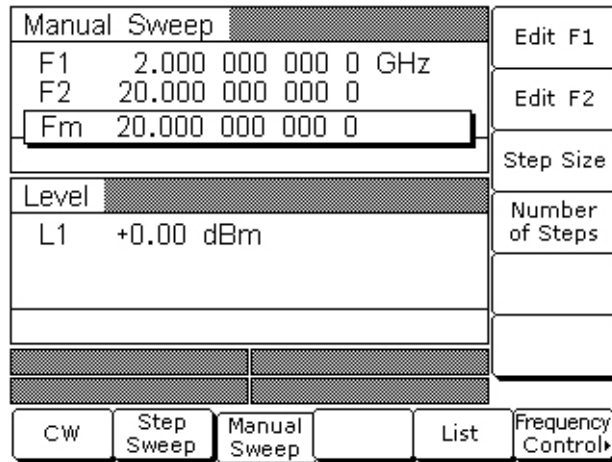 Manual Sweep
F1 2.000 000 000 0 GHz
F2 20.000 000 000 0
Fm 20.000 000 000 0
Level
L1 +0.00 dBm
Edit F1
Edit F2
Step Size
Number
of Steps
CW
Step
Sweep
Manual
Sweep
List
Frequency
Control